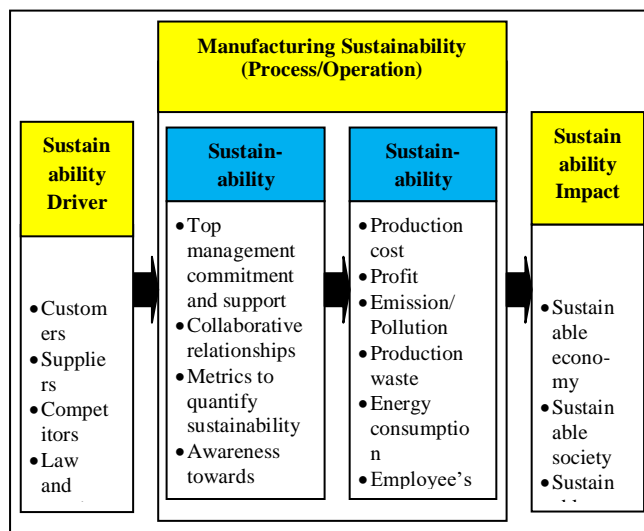 Manufacturing Sustainability
(Process/Operation)
Sustain
ability
Driver
• Custom
ers
• Supplie
rs
• Compet
itors
• Law
and
Sustain-
ability
• Top
management
commitment
and support
• Collaborative
relationships
• Metrics to
quantify
sustainability
• Awareness
towards
Sustain-
ability
• Production
cost
• Profit
• Emission/
Pollution
• Production
waste
• Energy
consumptio
n
• Employee's
Sustain
ability
Impact
• Sustain
able
econo-
my
• Sustain
able
society
• Sustain